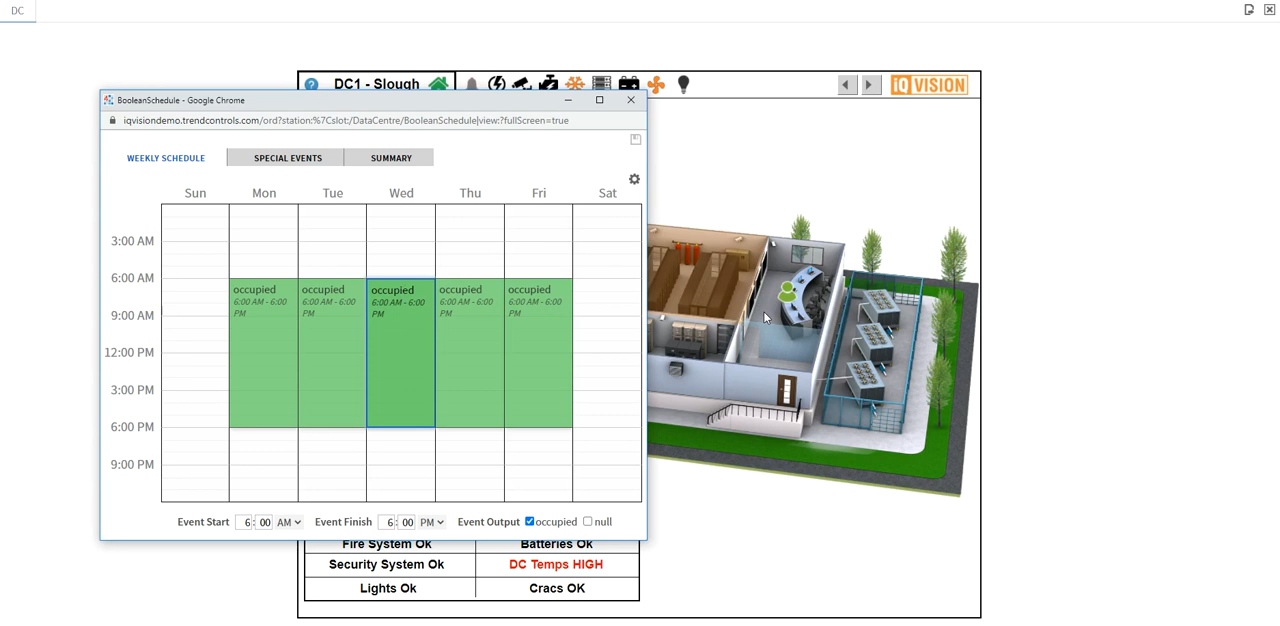 DC
DC1 - Slough
iQ VISION
BooleanSchedule - Google Chrome
iqvisiondemo.trendcontrols.com/ord?station:%7Cslot:/DataCentre/BooleanSchedule|view:?fullScreen=true
WEEKLY SCHEDULE SPECIAL EVENTS SUMMARY
Sun Mon Tue Wed Thu Fri Sat
3:00 AM
6:00 AM
9:00 AM
12:00 PM
3:00 PM
6:00 PM
9:00 PM
occupied
6:00 AM - 6:00
PM
occupied
6:00 AM - 6:00
PM
occupied
6:00 AM - 6:00
PM
occupied
6:00 AM - 6:00
PM
occupied
6:00 AM - 6:00
PM
Event Start 6 : 00 AM Event Finish 6 : 00 PM Event Output occupied null
Fire System Ok Batteries Ok
Security System Ok DC Temps HIGH
Lights Ok Cracs OK